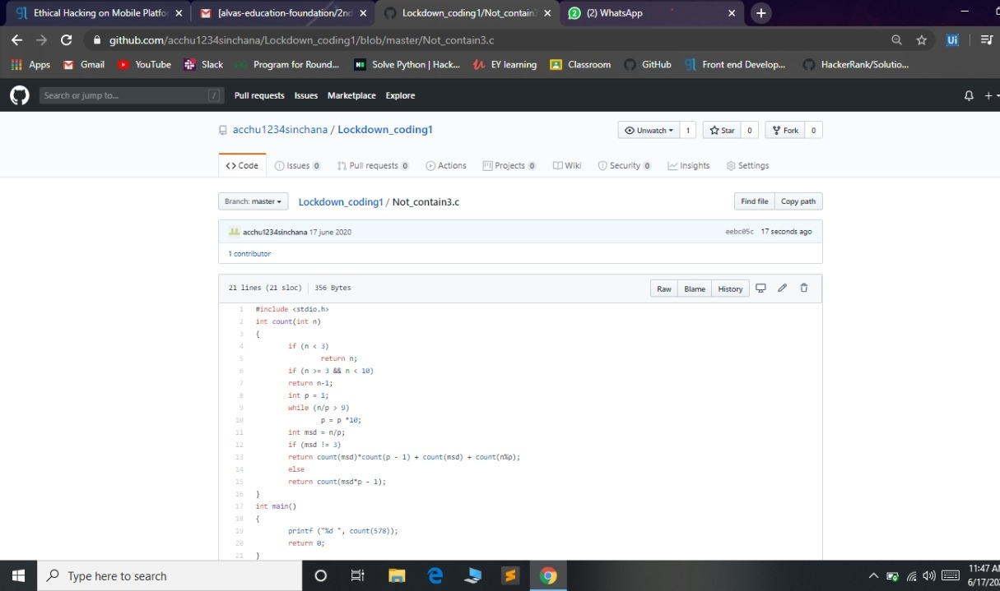 Ethical Hacking on Mobile Platfo
[alvas-education-foundation/2nd
Lockdown_coding1/Not_contain3
(2) WhatsApp
github.com/acchu1234sinchana/Lockdown_coding1/blob/master/Not_contain3.c
Apps Gmail YouTube Slack Program for Round... Solve Python | Hack... EY learning Classroom GitHub Front end Develop... HackerRank/Solutio...
Search or jump to... / Pull requests Issues Marketplace Explore
acchu1234sinchana / Lockdown_coding1 Unwatch 1 Star 0 Fork 0
<> Code Issues 0 Pull requests 0 Actions Projects 0 Wiki Security 0 Insights Settings
Branch: master Lockdown_coding1 / Not_contain3.c Find file Copy path
acchu1234sinchana 17 june 2020 eebc05c 17 seconds ago
1 contributor
21 lines (21 sloc) 356 Bytes Raw Blame History
1 #include <stdio.h>
2 int count(int n)
3 {
4 if (n < 3)
5 return n;
6 if (n >= 3 && n < 10)
7 return n-1;
8 int p = 1;
9 while (n/p > 9)
10 p = p *10;
11 int msd = n/p;
12 if (msd != 3)
13 return count(msd)*count(p - 1) + count(msd) + count(n%p);
14 else
15 return count(msd*p - 1);
16 }
17 int main()
18 {
19 printf ("%d ", count(578));
20 return 0;
21 }
Type here to search
11:47 A
6/17/20